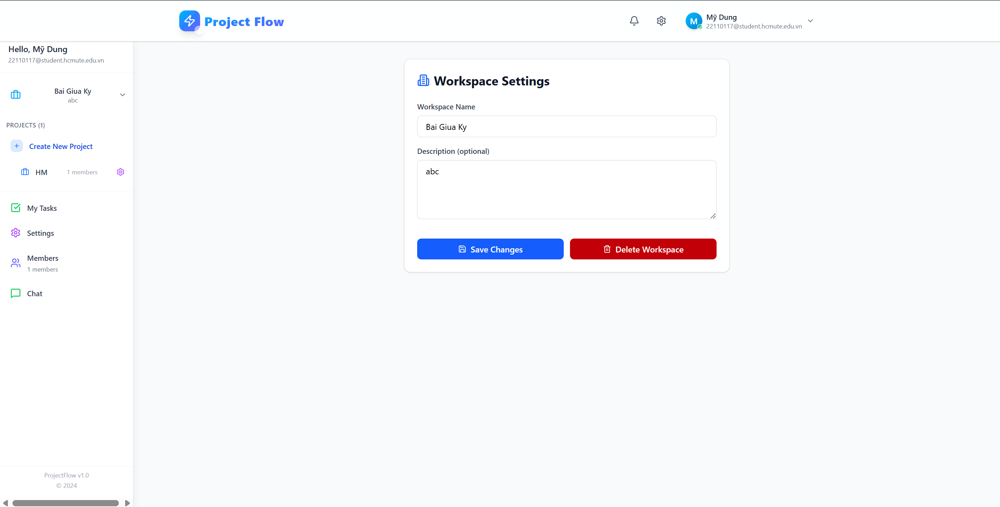 Project Flow
M
Mỹ Dung
22110117@student.hcmute.edu.vn
Hello, Mỹ Dung
22110117@student.hcmute.edu.vn
Bai Giua Ky
abc
PROJECTS (1)
+ Create New Project
HM 1 members
My Tasks
Settings
Members
1 members
Chat
ProjectFlow v1.0
© 2024
Workspace Settings
Workspace Name
Bai Giua Ky
Description (optional)
abc
Save Changes
Delete Workspace